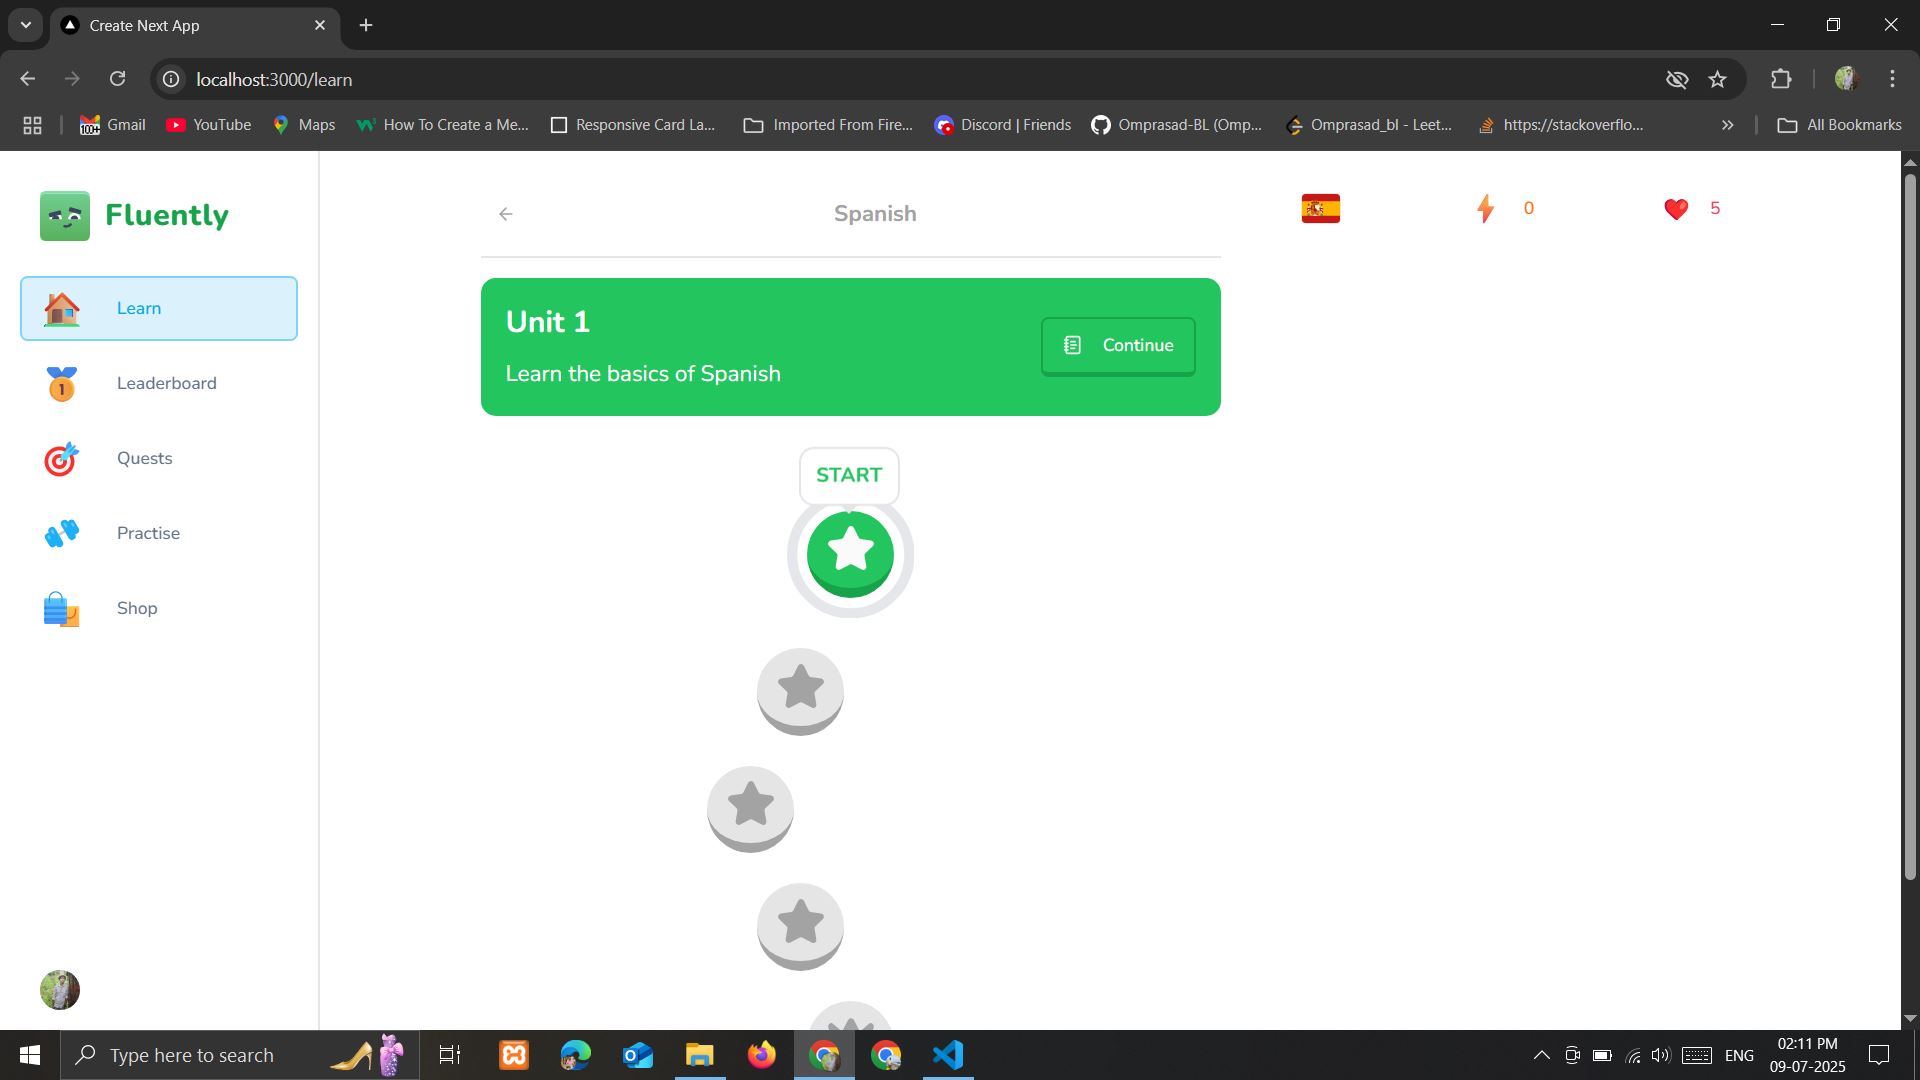 Create Next App
localhost:3000/learn
Gmail
YouTube
Maps
How To Create a Me...
Responsive Card La...
Imported From Fire...
Discord | Friends
Omprasad-BL (Omp...
Omprasad_bl - Leet...
https://stackoverflo...
All Bookmarks
Fluently
Spanish
0
5
Learn
Leaderboard
Quests
Practise
Shop
Unit 1
Learn the basics of Spanish
Continue
START
Type here to search
ENG
02:11 PM
09-07-2025